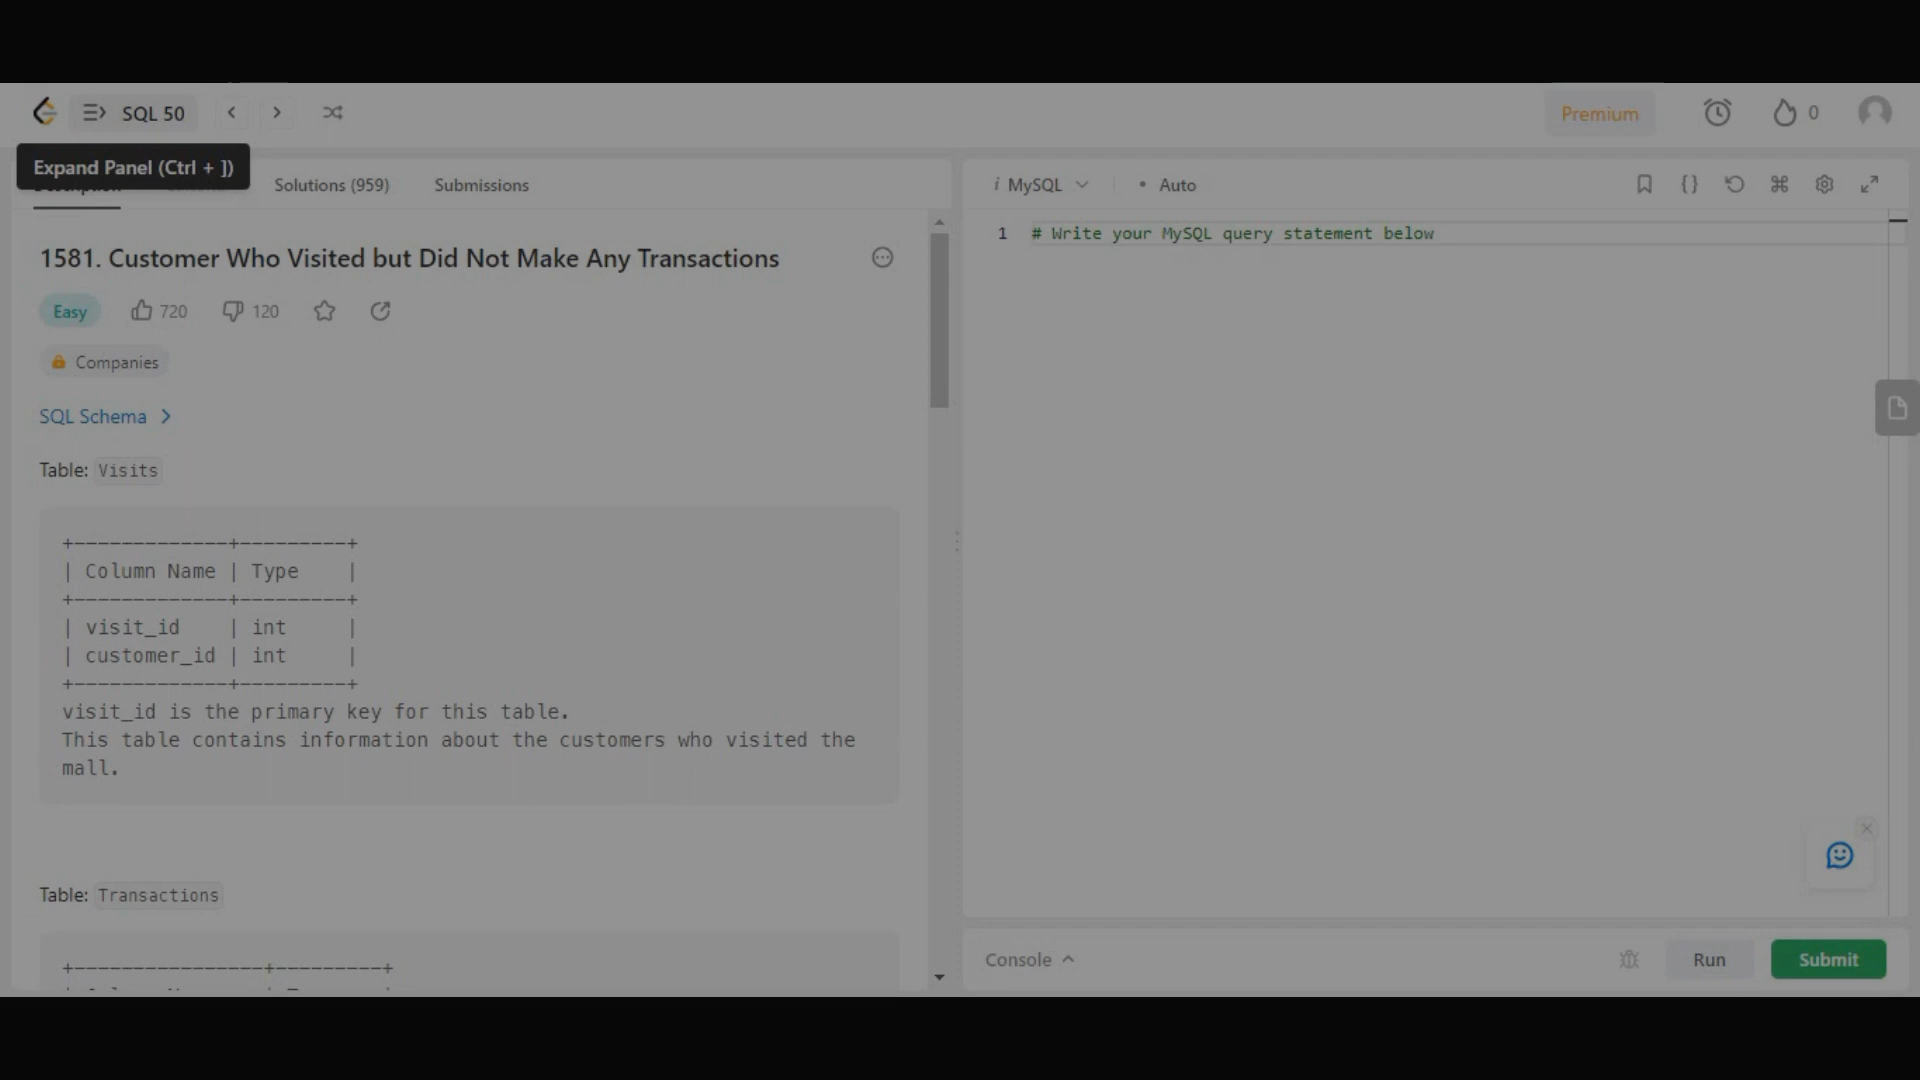 SQL 50
Premium
0
Expand Panel (Ctrl + ])
Solutions (959)
Submissions
i MySQL
• Auto
1 # Write your MySQL query statement below
1581. Customer Who Visited but Did Not Make Any Transactions
Easy
720
120
Companies
SQL Schema
Table: Visits
+-------------+---------+
| Column Name | Type    |
+-------------+---------+
| visit_id    | int     |
| customer_id | int     |
+-------------+---------+
visit_id is the primary key for this table.
This table contains information about the customers who visited the
mall.
Table: Transactions
+----------------+---------+
Console
Run
Submit